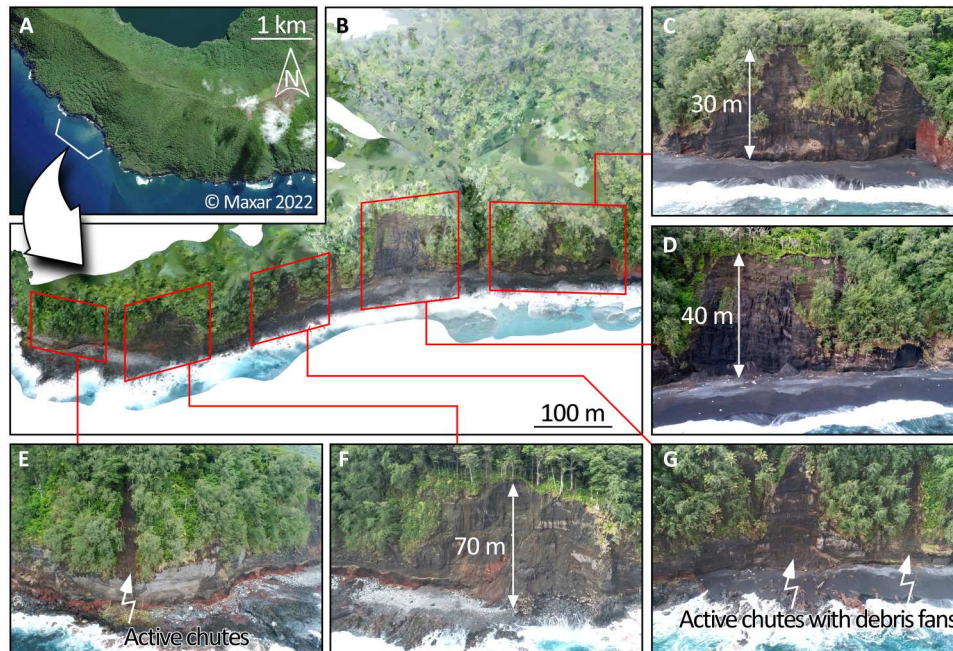 A
1 km
N
© Maxar 2022
B
100 m
C
30 m
D
40 m
E
Active chutes
F
70 m
G
Active chutes with debris fans